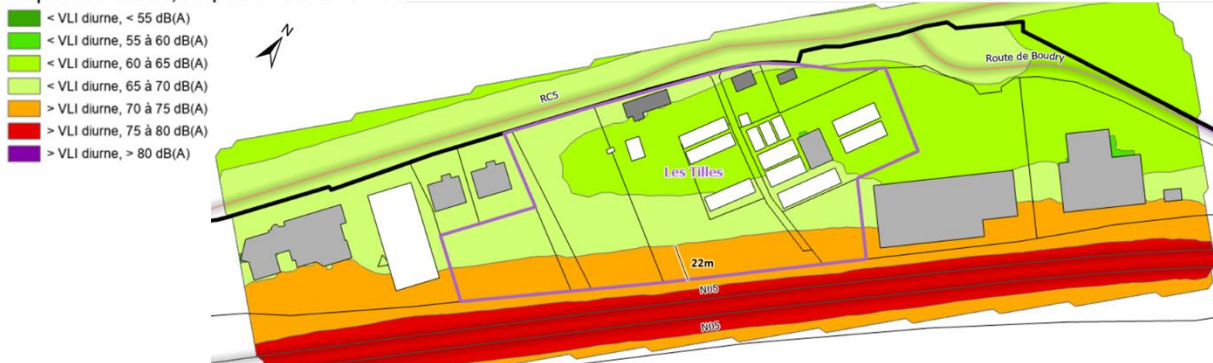 < VLI diurne, < 55 dB(A)
< VLI diurne, 55 à 60 dB(A)
< VLI diurne, 60 à 65 dB(A)
< VLI diurne, 65 à 70 dB(A)
> VLI diurne, 70 à 75 dB(A)
> VLI diurne, 75 à 80 dB(A)
> VLI diurne, > 80 dB(A)
N
Route de Boudry
RC5
Les Tilles
22m
N05
N05